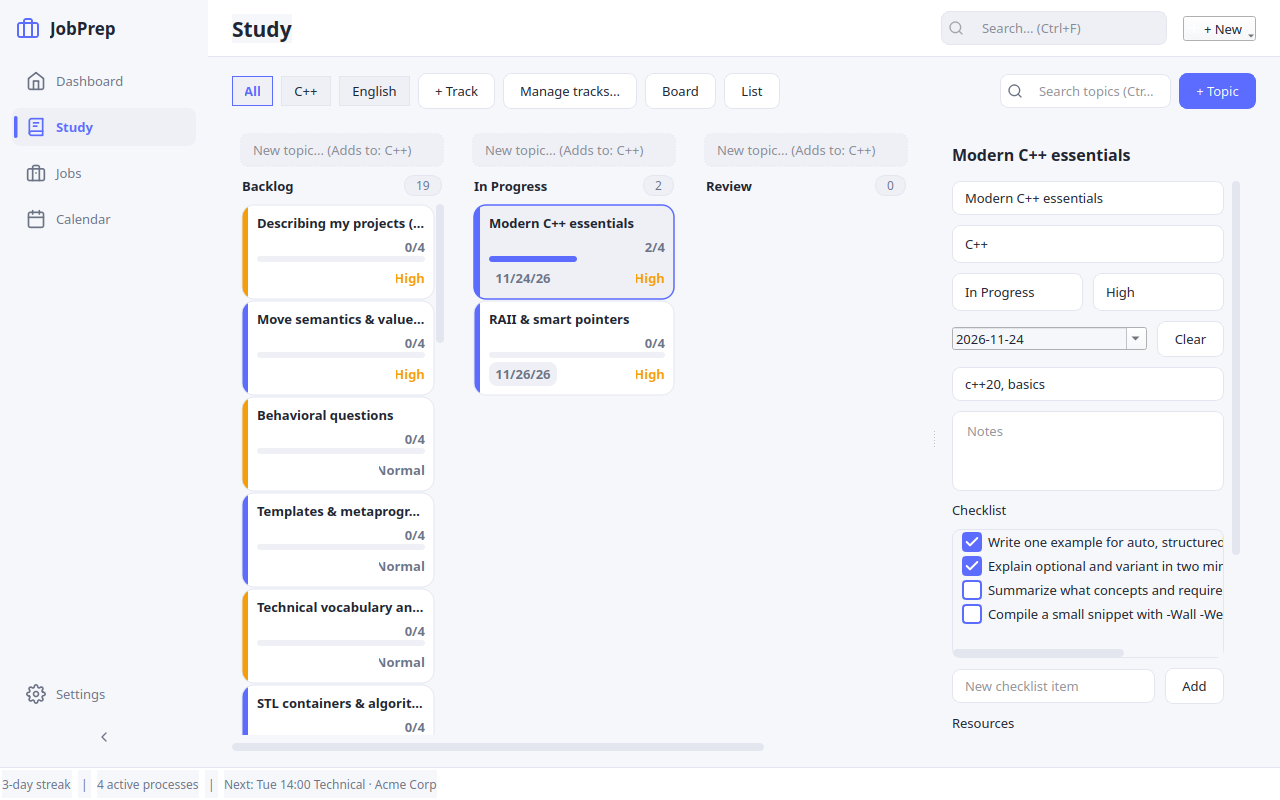 JobPrep
Dashboard
Study
Jobs
Calendar
Settings
Study
Search... (Ctrl+F)
+ New
All
C++
English
+ Track
Manage tracks...
Board
List
Search topics (Ctr...
+ Topic
New topic... (Adds to: C++)
Backlog 19
Describing my projects (...
0/4
High
Move semantics & value...
0/4
High
Behavioral questions
0/4
Normal
Templates & metaprogr...
0/4
Normal
Technical vocabulary an...
0/4
Normal
STL containers & algorit...
0/4
New topic... (Adds to: C++)
In Progress 2
Modern C++ essentials
2/4
11/24/26 High
RAII & smart pointers
0/4
11/26/26 High
New topic... (Adds to: C++)
Review 0
Modern C++ essentials
Modern C++ essentials
C++
In Progress High
2026-11-24 Clear
c++20, basics
Notes
Checklist
Write one example for auto, structured
Explain optional and variant in two mi
Summarize what concepts and require
Compile a small snippet with -Wall -We
New checklist item Add
Resources
3-day streak | 4 active processes | Next: Tue 14:00 Technical · Acme Corp